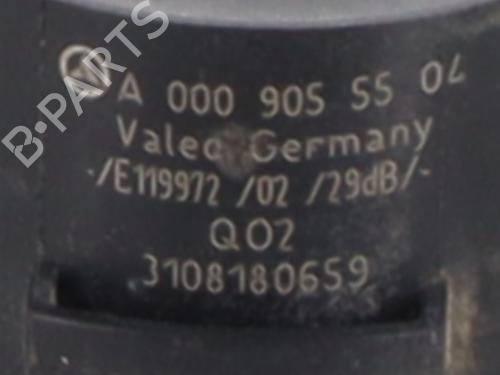 B-PARTS
A 000 905 55 04
Valeo Germany
-/E119972 /02 /29dB/-
Q02
3108180659